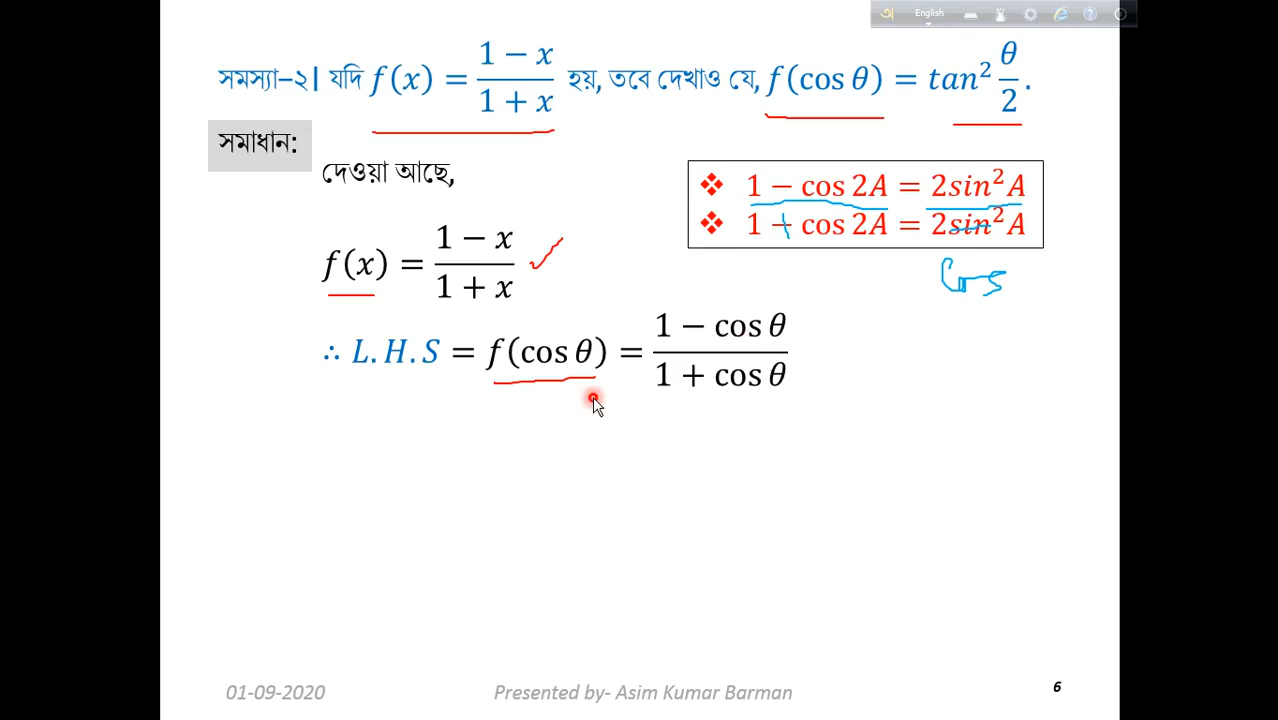 English
সমস্যা–২। যদি f(x) = (1 − x)/(1 + x) হয়, তবে দেখাও যে, f(cos θ) = tan² θ/2 .
সমাধান:
দেওয়া আছে,
❖ 1 − cos 2A = 2sin²A
❖ 1 + cos 2A = 2sin²A
cos
f(x) = (1 − x)/(1 + x)
∴ L.H.S = f(cos θ) = (1 − cos θ)/(1 + cos θ)
01-09-2020 Presented by- Asim Kumar Barman 6